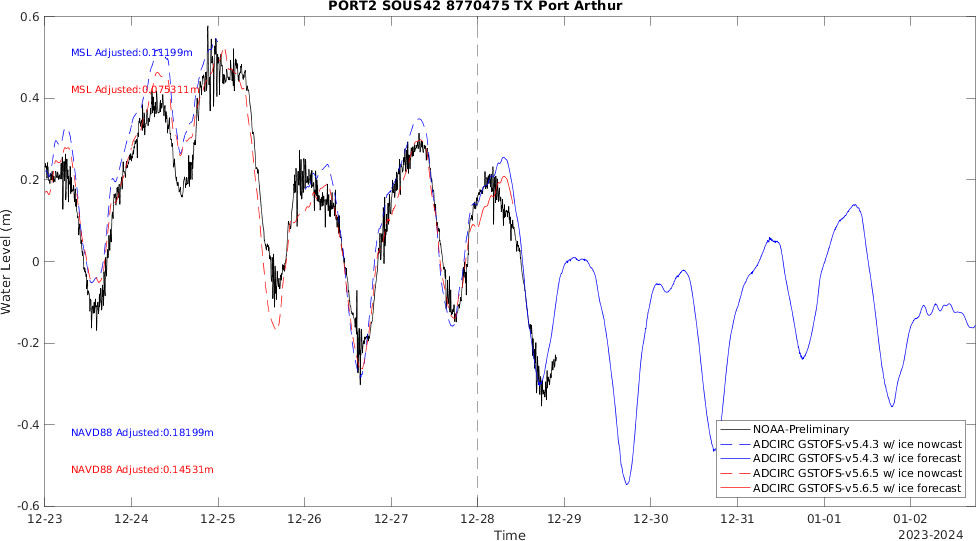 PORT2 SOUS42 8770475 TX Port Arthur
0.6
MSL Adjusted:0.11199m
MSL Adjusted:0.075311m
0.4
0.2
Water Level (m)
0
-0.2
-0.4
NAVD88 Adjusted:0.18199m
NAVD88 Adjusted:0.14531m
NOAA-Preliminary
ADCIRC GSTOFS-v5.4.3 w/ ice nowcast
ADCIRC GSTOFS-v5.4.3 w/ ice forecast
ADCIRC GSTOFS-v5.6.5 w/ ice nowcast
ADCIRC GSTOFS-v5.6.5 w/ ice forecast
-0.6
12-23 12-24 12-25 12-26 12-27 12-28 12-29 12-30 12-31 01-01 01-02
Time
2023-2024